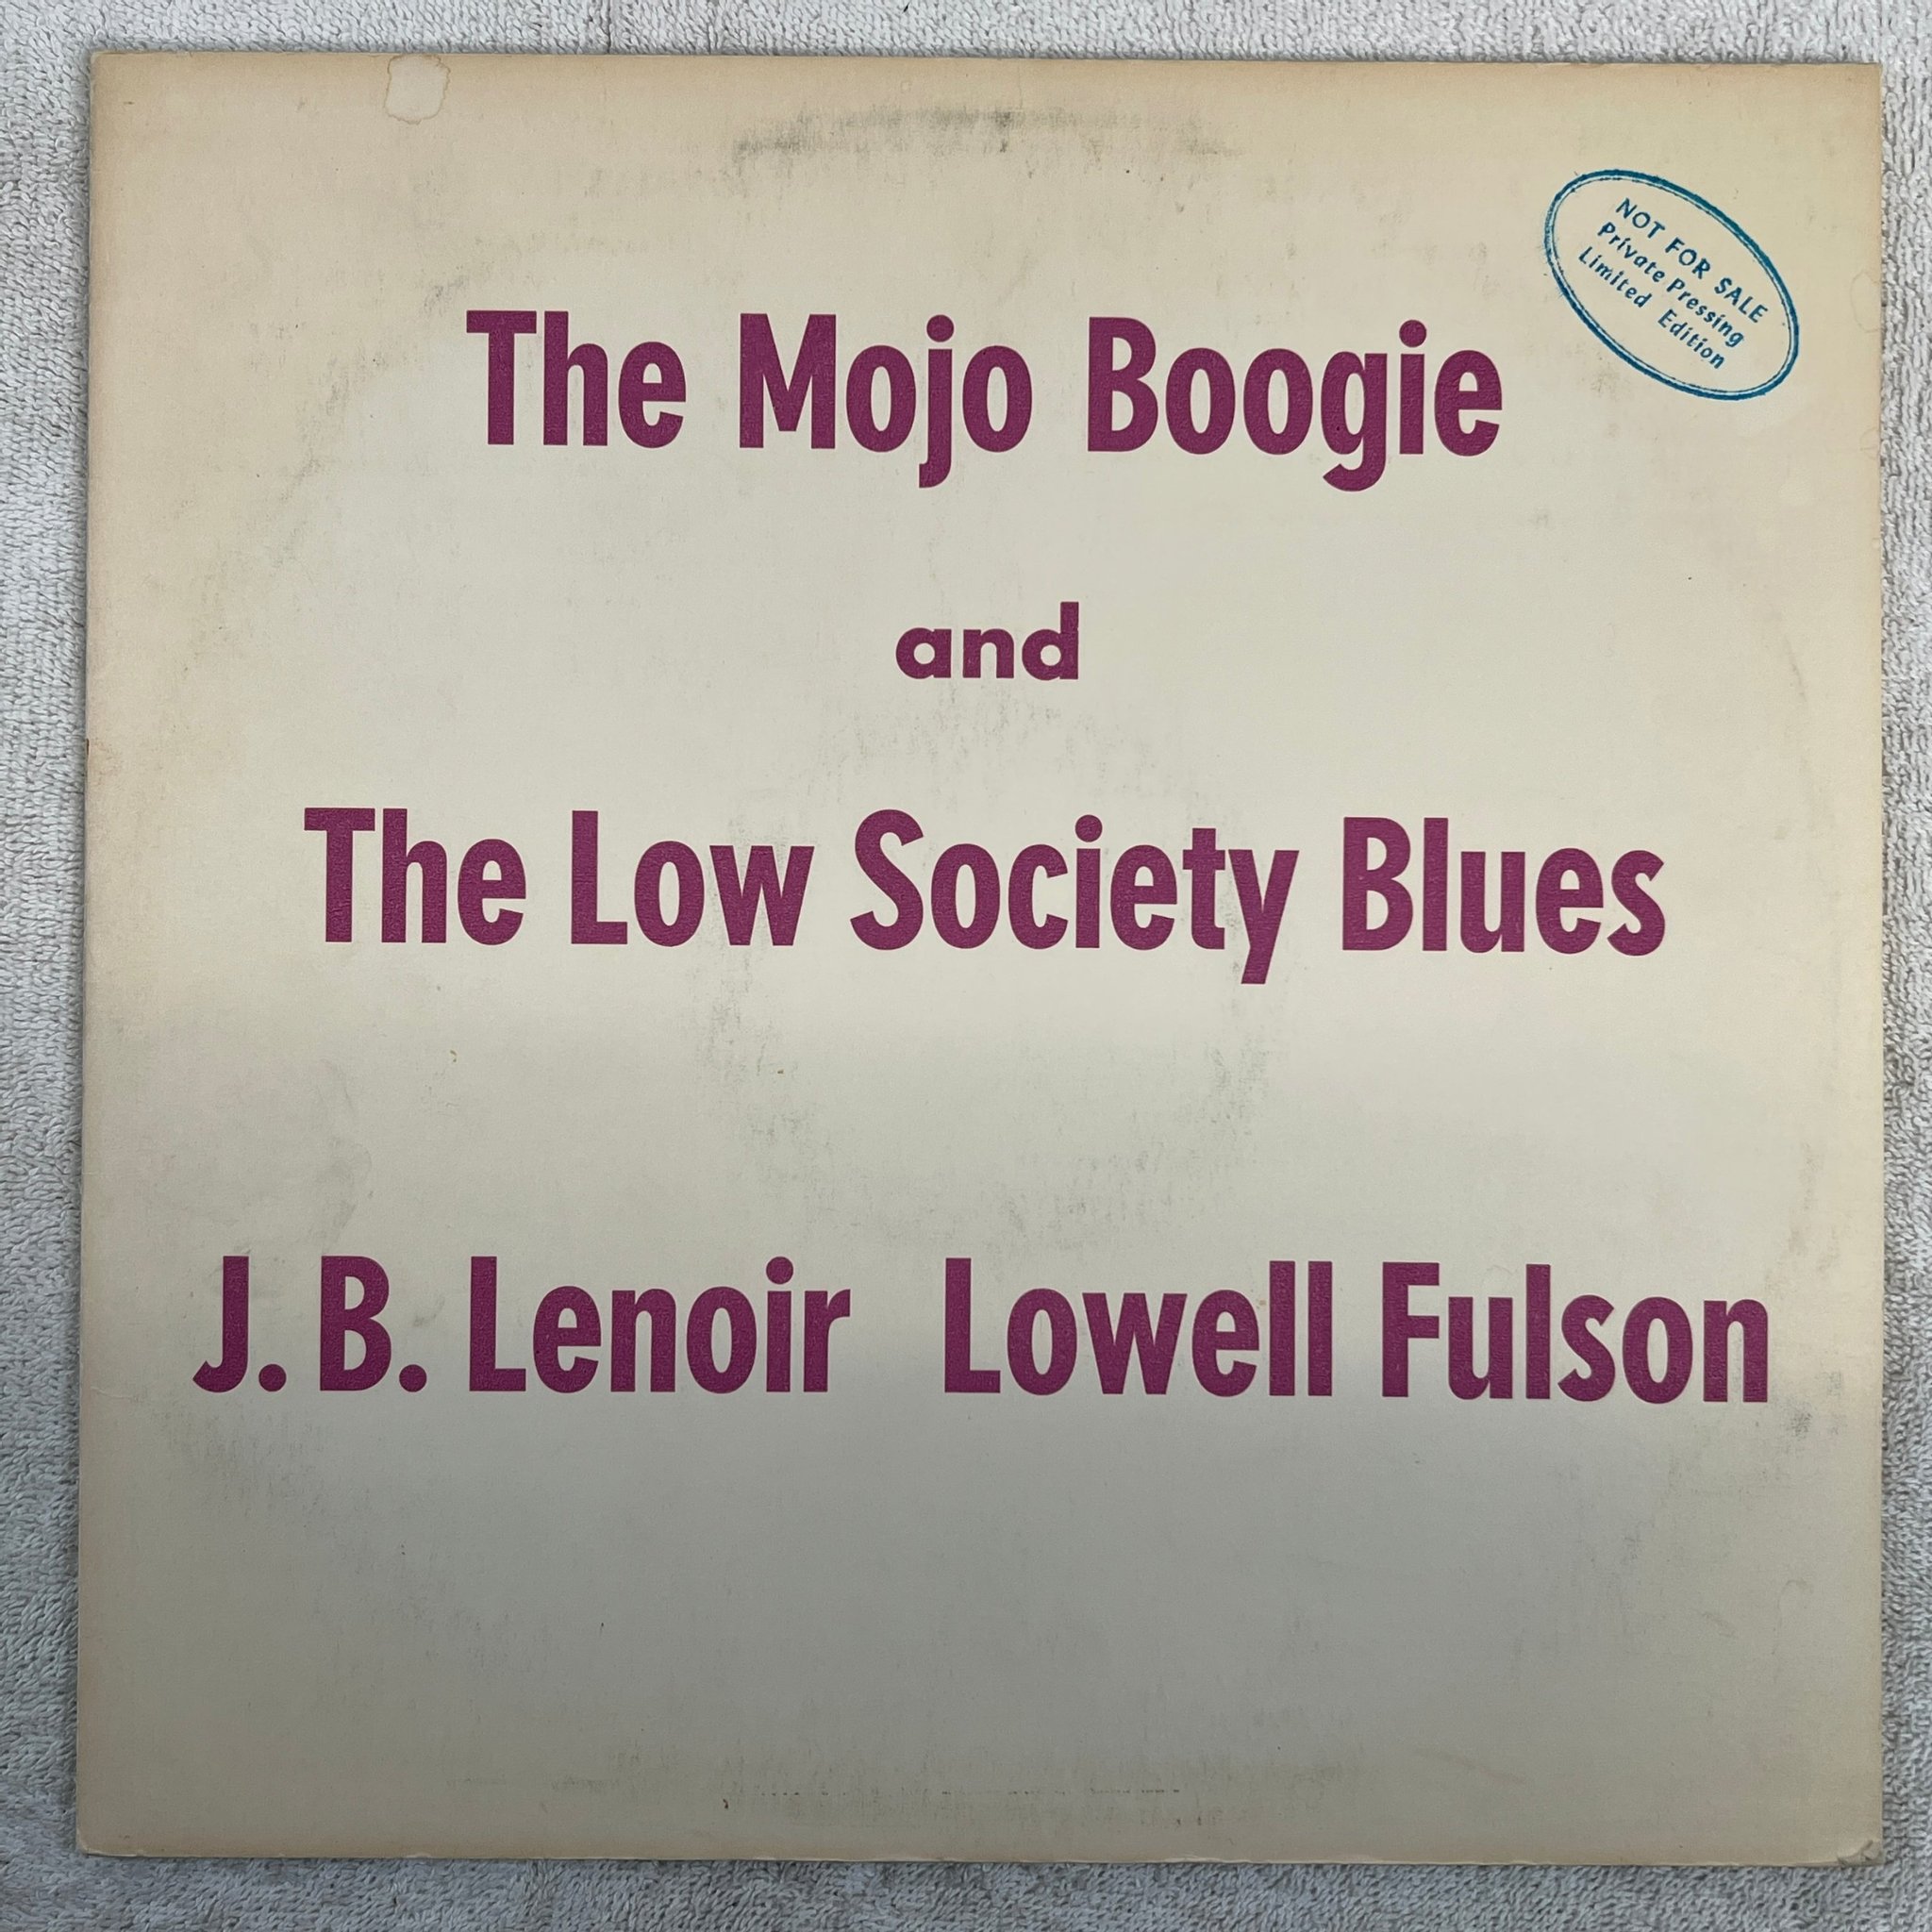 NOT FOR SALE
Private Pressing
Limited Edition
The Mojo Boogie
and
The Low Society Blues
J. B. Lenoir Lowell Fulson